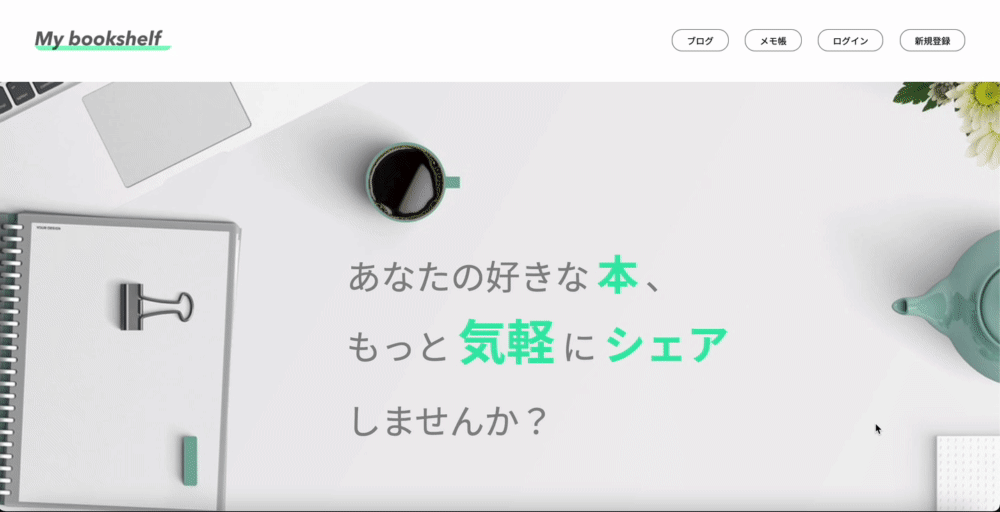 My bookshelf
ブログ
メモ帳
ログイン
新規登録
YOUR DESIGN
あなたの好きな 本 、
もっと 気軽 に シェア
しませんか？